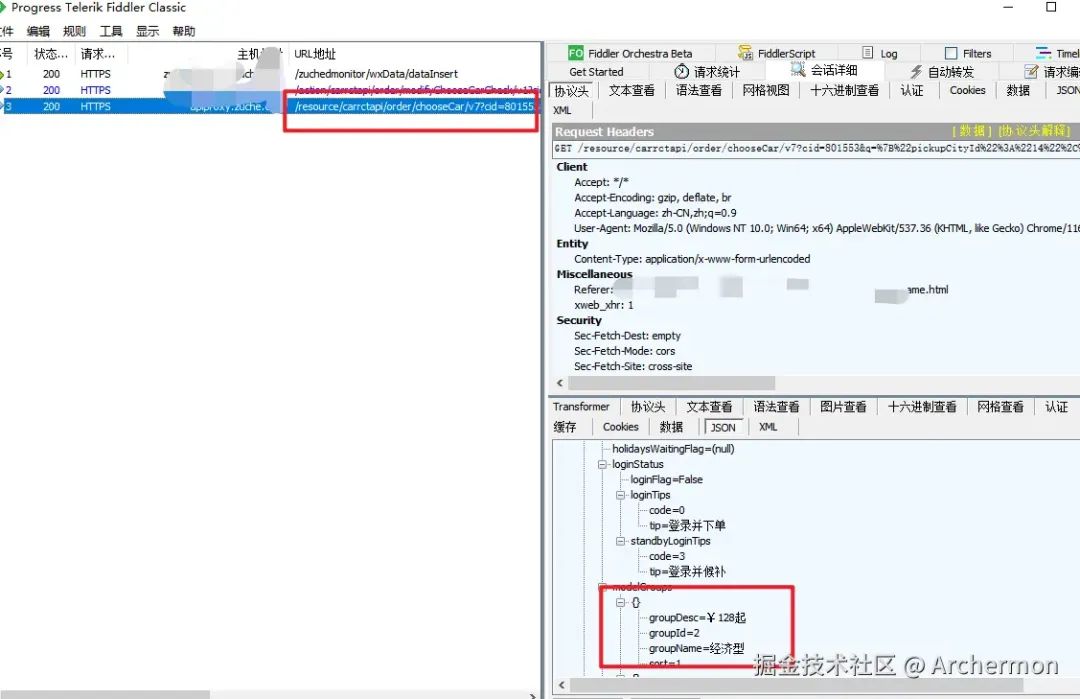 Progress Telerik Fiddler Classic
件 编辑 规则 工具 显示 帮助
号 状态... 请求... 主机 URL地址
1 200 HTTPS /zuchedmonitor/wxData/dataInsert
2 200 HTTPS /action/carrctapi/order/modifyChooseCarCheck/v1?
3 200 HTTPS apiproxy.zuche. /resource/carrctapi/order/chooseCar/v7?cid=80155
FO Fiddler Orchestra Beta FiddlerScript Log Filters Timel
Get Started 请求统计 会话详细 自动转发 请求编
协议头 文本查看 语法查看 网格视图 十六进制查看 认证 Cookies 数据 JSON
XML
Request Headers [ 数据 ] [协议头解释]
GET /resource/carrctapi/order/chooseCar/v7?cid=801553&q=%7B%22pickupCityId%22%3A%2214%22%2C%
Client
Accept: */*
Accept-Encoding: gzip, deflate, br
Accept-Language: zh-CN,zh;q=0.9
User-Agent: Mozilla/5.0 (Windows NT 10.0; Win64; x64) AppleWebKit/537.36 (KHTML, like Gecko) Chrome/116
Entity
Content-Type: application/x-www-form-urlencoded
Miscellaneous
Referer: ame.html
xweb_xhr: 1
Security
Sec-Fetch-Dest: empty
Sec-Fetch-Mode: cors
Sec-Fetch-Site: cross-site
Transformer 协议头 文本查看 语法查看 图片查看 十六进制查看 网格查看 认证
缓存 Cookies 数据 JSON XML
holidaysWaitingFlag=(null)
loginStatus
loginFlag=False
loginTips
code=0
tip=登录并下单
standbyLoginTips
code=3
tip=登录并候补
modelGroups
{}
groupDesc=￥128起
groupId=2
groupName=经济型
sort=1
{}
掘金技术社区 @ Archermon